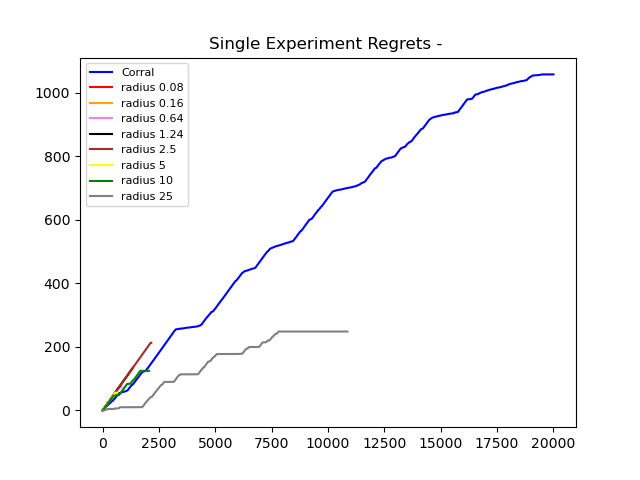 Single Experiment Regrets -
Corral
radius 0.08
radius 0.16
radius 0.64
radius 1.24
radius 2.5
radius 5
radius 10
radius 25
1000
800
600
400
200
0
0 2500 5000 7500 10000 12500 15000 17500 20000